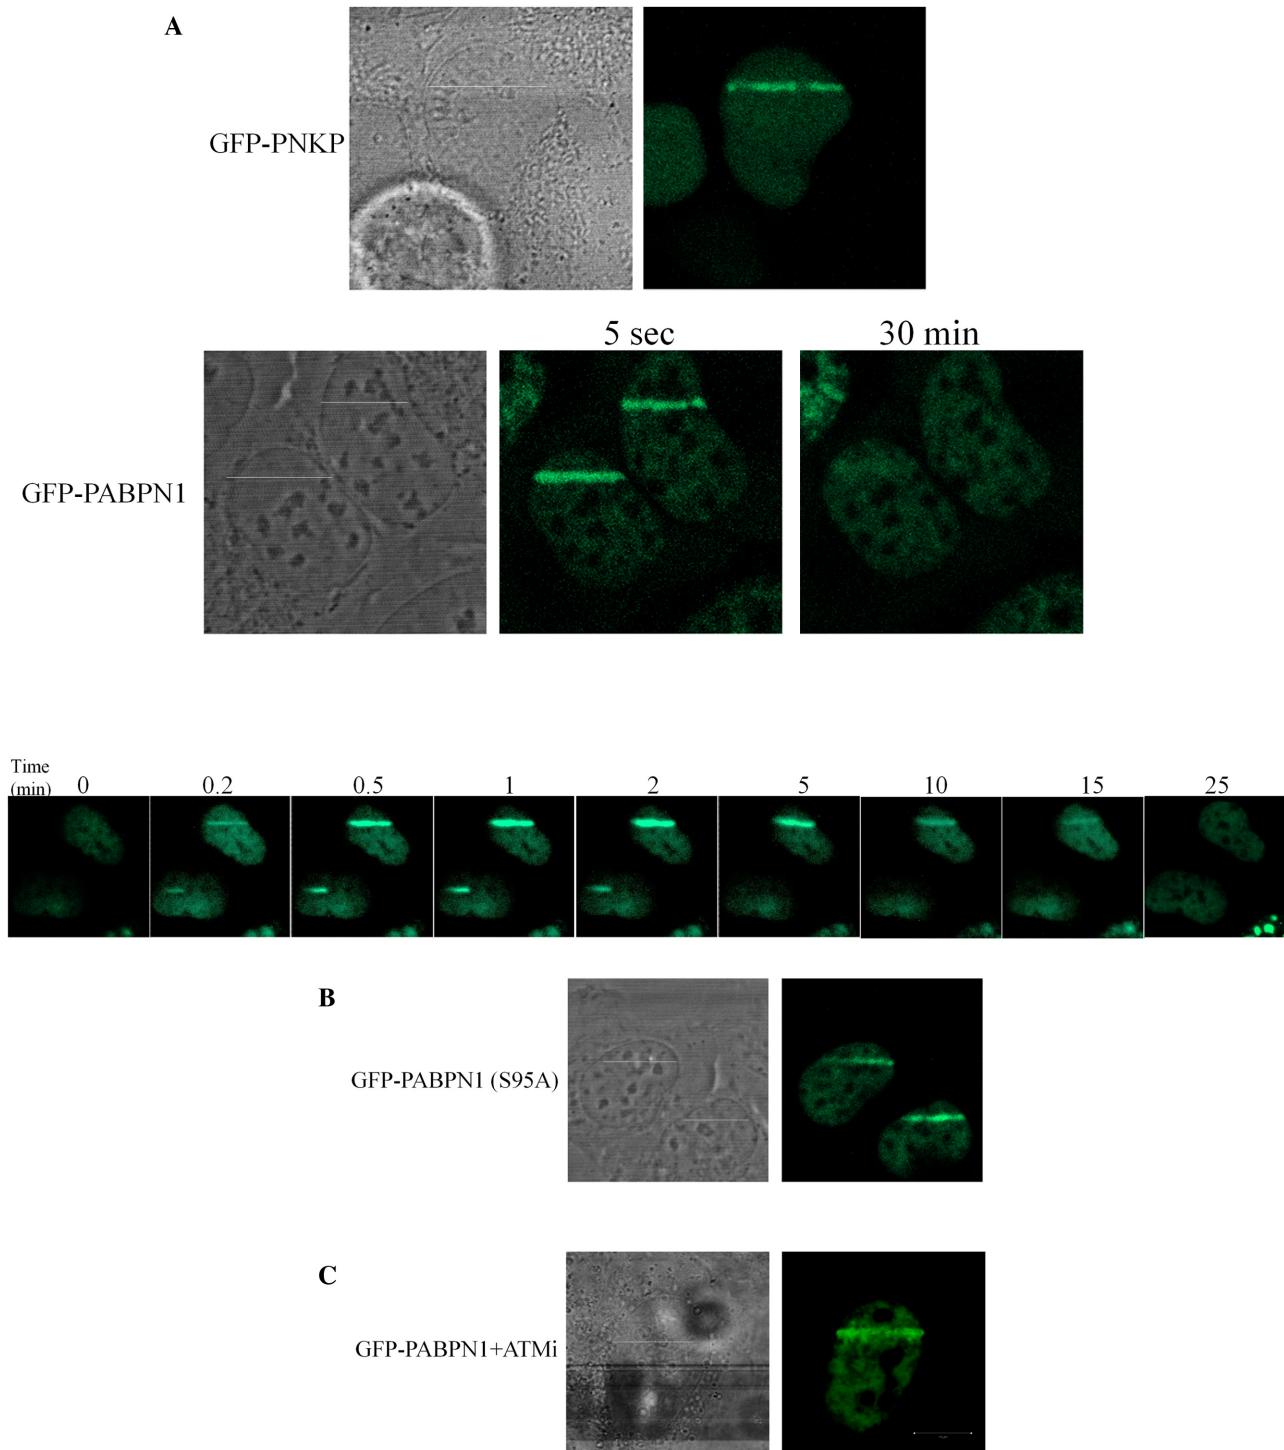 A
GFP-PNKP
5 sec 30 min
GFP-PABPN1
Time
(min) 0 0.2 0.5 1 2 5 10 15 25
B
GFP-PABPN1 (S95A)
C
GFP-PABPN1+ATMi